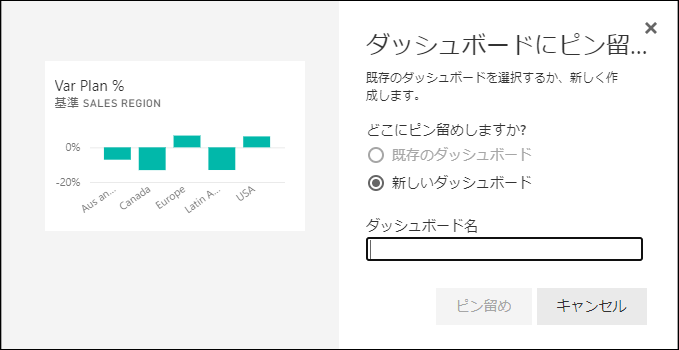 Var Plan %
基準 SALES REGION
0%
-20%
Aus an...
Canada
Europe
Latin A...
USA
ダッシュボードにピン留...
既存のダッシュボードを選択するか、新しく作
成します。
どこにピン留めしますか?
既存のダッシュボード
新しいダッシュボード
ダッシュボード名
ピン留め
キャンセル